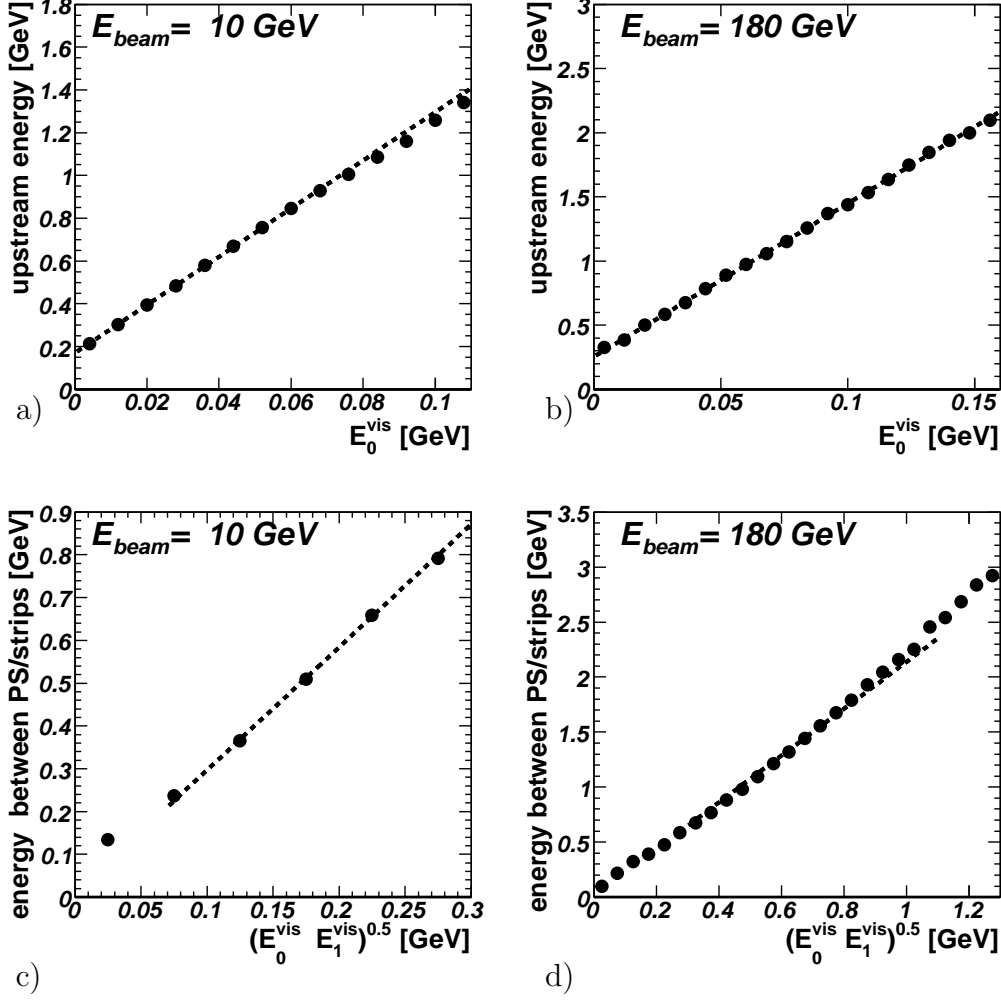 upstream energy [GeV]
E_beam = 10 GeV
1.8
1.6
1.4
1.2
1
0.8
0.6
0.4
0.2
0
0 0.02 0.04 0.06 0.08 0.1
E_0^vis [GeV]
a)
upstream energy [GeV]
E_beam = 180 GeV
3
2.5
2
1.5
1
0.5
0
0 0.05 0.1 0.15
E_0^vis [GeV]
b)
energy between PS/strips [GeV]
E_beam = 10 GeV
0.9
0.8
0.7
0.6
0.5
0.4
0.3
0.2
0.1
0
0 0.05 0.1 0.15 0.2 0.25 0.3
(E_0^vis E_1^vis)^0.5 [GeV]
c)
energy between PS/strips [GeV]
E_beam = 180 GeV
3.5
3
2.5
2
1.5
1
0.5
0
0 0.2 0.4 0.6 0.8 1 1.2
(E_0^vis E_1^vis)^0.5 [GeV]
d)